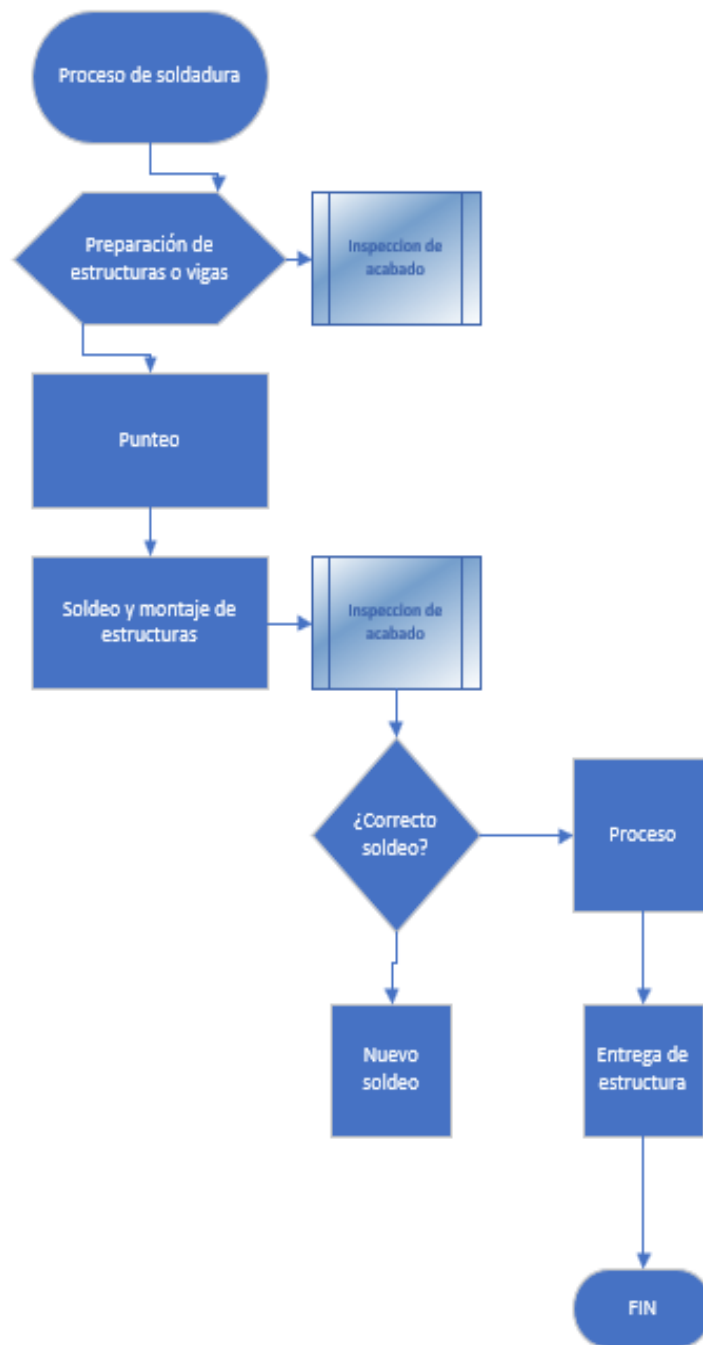 Proceso de soldadura
Preparación de
estructuras o vigas
Inspeccion de
acabado
Punteo
Soldeo y montaje de
estructuras
Inspeccion de
acabado
¿Correcto
soldeo?
Proceso
Nuevo
soldeo
Entrega de
estructura
FIN